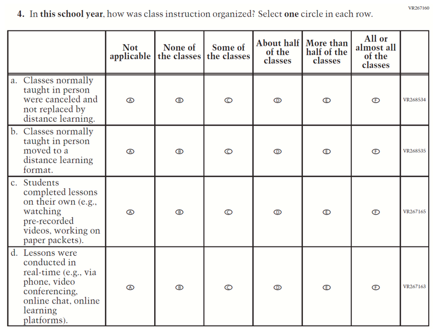 VR267160
4. In this school year, how was class instruction organized? Select one circle in each row.
Not applicable
None of the classes
Some of the classes
About half of the classes
More than half of the classes
All or almost all of the classes
a. Classes normally
taught in person
were canceled and
not replaced by
distance learning.
A B C D E F
VR268534
b. Classes normally
taught in person
moved to a
distance learning
format.
A B C D E F
VR268535
c. Students
completed lessons
on their own (e.g.,
watching
pre-recorded
videos, working on
paper packets).
A B C D E F
VR267165
d. Lessons were
conducted in
real-time (e.g., via
phone, video
conferencing,
online chat, online
learning
platforms).
A B C D E F
VR267163